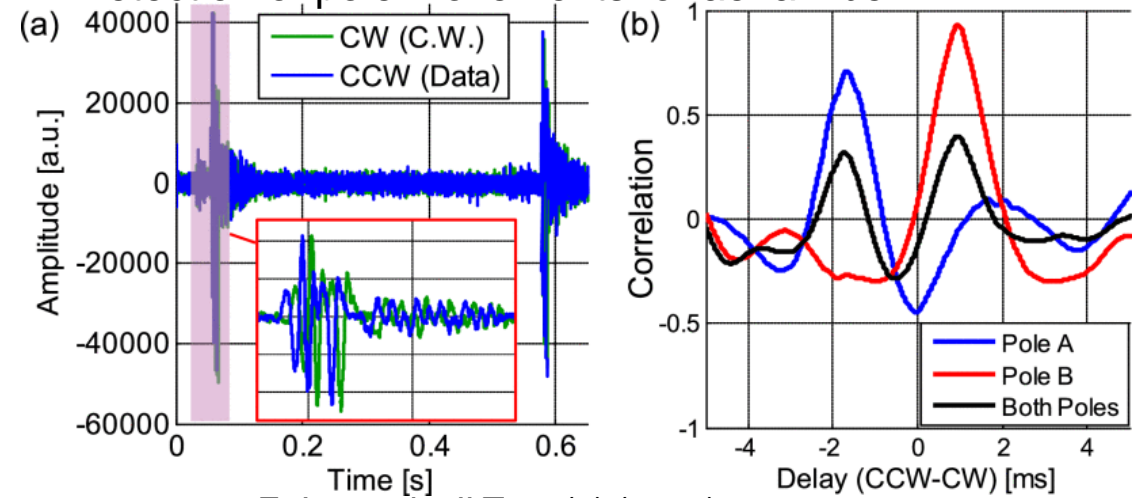 (a)
CW (C.W.)
CCW (Data)
Amplitude [a.u.]
40000
20000
0
-20000
-40000
-60000
0
0.2
0.4
0.6
Time [s]
(b)
Correlation
1
0.5
0
-0.5
-1
Pole A
Pole B
Both Poles
-4
-2
0
2
4
Delay (CCW-CW) [ms]